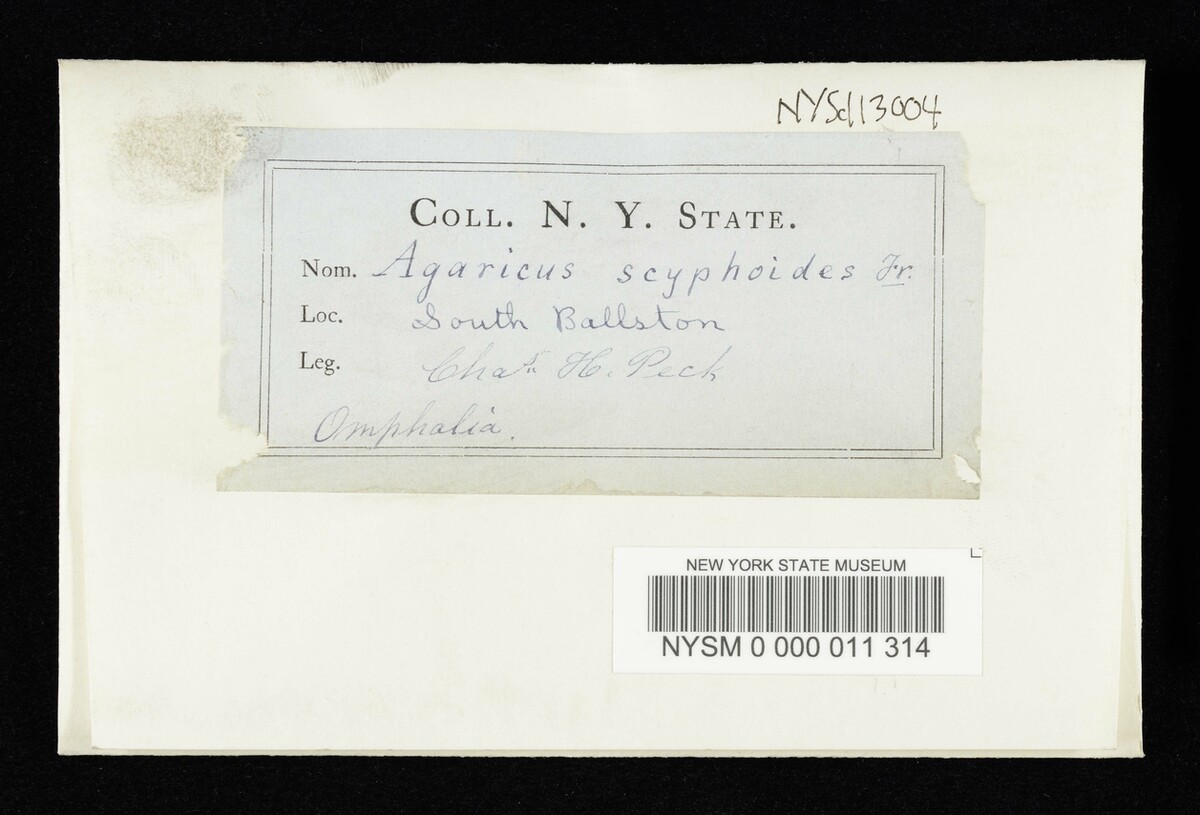 NYSd13004
COLL. N. Y. STATE.
Nom. Agaricus scyphoides Fr.
Loc. South Ballston
Leg. Chas. H. Peck
Omphalia.
NEW YORK STATE MUSEUM
NYSM 0 000 011 314